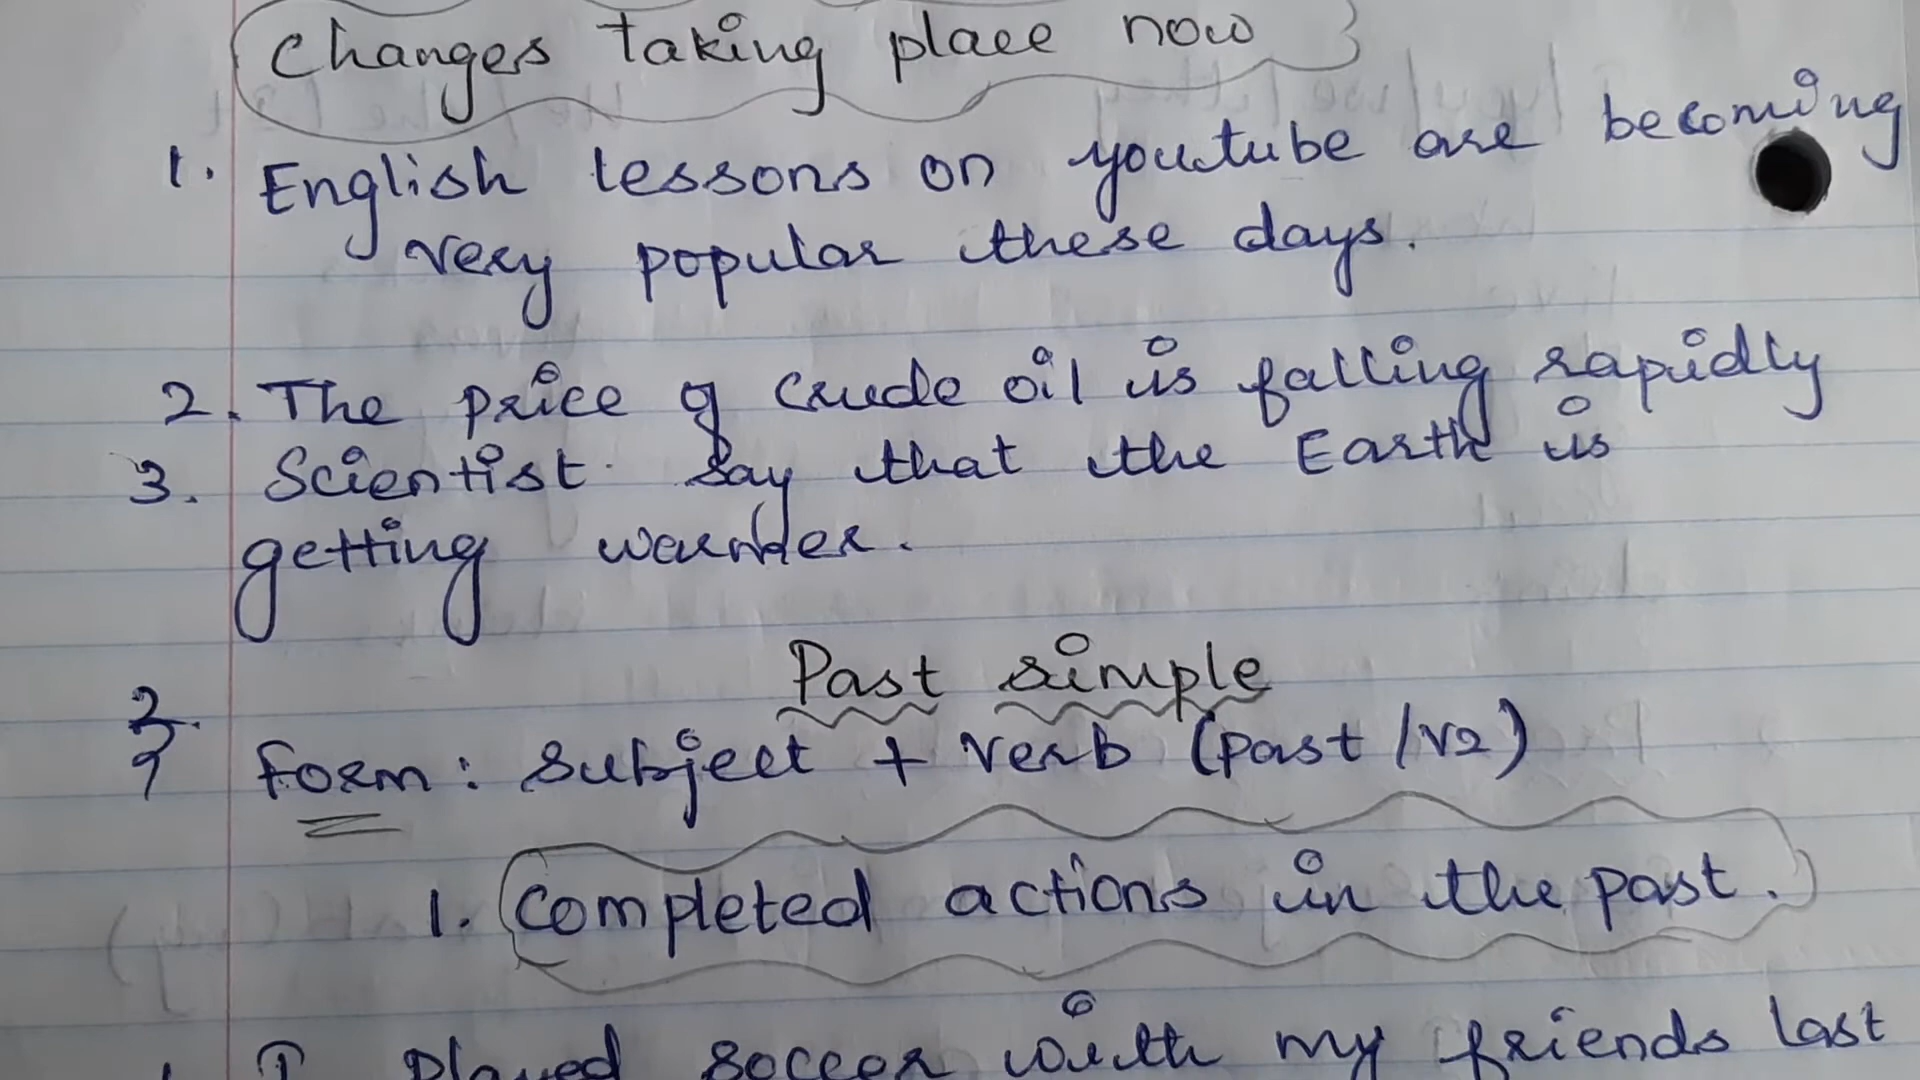 Changes taking place now
1. English lessons on youtube are becoming
very popular these days.
2. The price of crude oil is falling rapidly
3. Scientist say that the Earth is
getting warmer.
Past simple
2.
Form: Subject + Verb (Past / V2)
1. Completed actions in the past.
I played soccer with my friends last